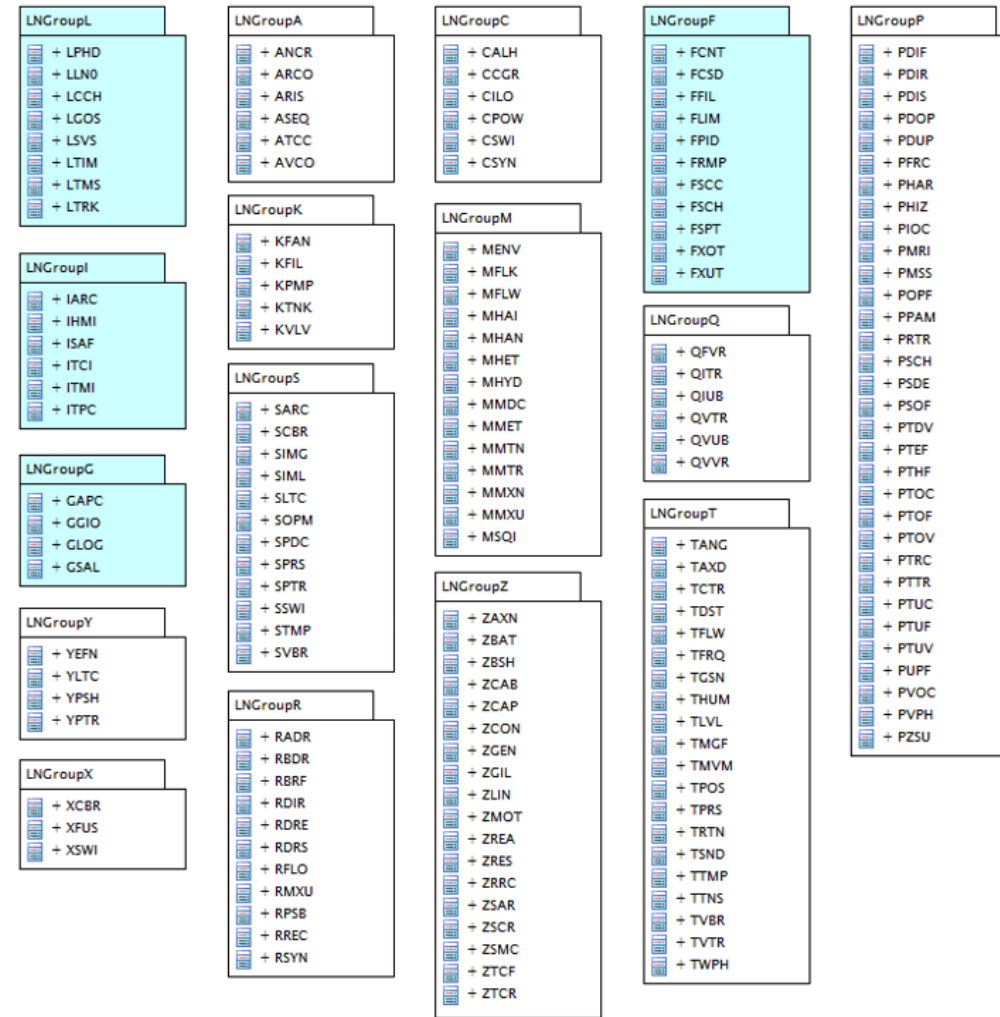 LNGroupL
+ LPHD
+ LLN0
+ LCCH
+ LGOS
+ LSVS
+ LTIM
+ LTMS
+ LTRK
LNGroupI
+ IARC
+ IHMI
+ ISAF
+ ITCI
+ ITMI
+ ITPC
LNGroupG
+ GAPC
+ GGIO
+ GLOG
+ GSAL
LNGroupY
+ YEFN
+ YLTC
+ YPSH
+ YPTR
LNGroupX
+ XCBR
+ XFUS
+ XSWI
LNGroupA
+ ANCR
+ ARCO
+ ARIS
+ ASEQ
+ ATCC
+ AVCO
LNGroupK
+ KFAN
+ KFIL
+ KPMP
+ KTNK
+ KVLV
LNGroupS
+ SARC
+ SCBR
+ SIMG
+ SIML
+ SLTC
+ SOPM
+ SPDC
+ SPRS
+ SPTR
+ SSWI
+ STMP
+ SVBR
LNGroupR
+ RADR
+ RBDR
+ RBRF
+ RDIR
+ RDRE
+ RDRS
+ RFLO
+ RMXU
+ RPSB
+ RREC
+ RSYN
LNGroupC
+ CALH
+ CCGR
+ CILO
+ CPOW
+ CSWI
+ CSYN
LNGroupM
+ MENV
+ MFLK
+ MFLW
+ MHAI
+ MHAN
+ MHET
+ MHYD
+ MMDC
+ MMET
+ MMTN
+ MMTR
+ MMXN
+ MMXU
+ MSQI
LNGroupZ
+ ZAXN
+ ZBAT
+ ZBSH
+ ZCAB
+ ZCAP
+ ZCON
+ ZGEN
+ ZGIL
+ ZLIN
+ ZMOT
+ ZREA
+ ZRES
+ ZRRC
+ ZSAR
+ ZSCR
+ ZSMC
+ ZTCF
+ ZTCR
LNGroupF
+ FCNT
+ FCSD
+ FFIL
+ FLIM
+ FPID
+ FRMP
+ FSCC
+ FSCH
+ FSPT
+ FXOT
+ FXUT
LNGroupQ
+ QFVR
+ QITR
+ QIUB
+ QVTR
+ QVUB
+ QVVR
LNGroupT
+ TANG
+ TAXD
+ TCTR
+ TDST
+ TFLW
+ TFRQ
+ TGSN
+ THUM
+ TLVL
+ TMGF
+ TMVM
+ TPOS
+ TPRS
+ TRTN
+ TSND
+ TTMP
+ TTNS
+ TVBR
+ TVTR
+ TWPH
LNGroupP
+ PDIF
+ PDIR
+ PDIS
+ PDOP
+ PDUP
+ PFRC
+ PHAR
+ PHIZ
+ PIOC
+ PMRI
+ PMSS
+ POPF
+ PPAM
+ PRTR
+ PSCH
+ PSDE
+ PSOF
+ PTDV
+ PTEF
+ PTHF
+ PTOC
+ PTOF
+ PTOV
+ PTRC
+ PTTR
+ PTUC
+ PTUF
+ PTUV
+ PUPF
+ PVOC
+ PVPH
+ PZSU